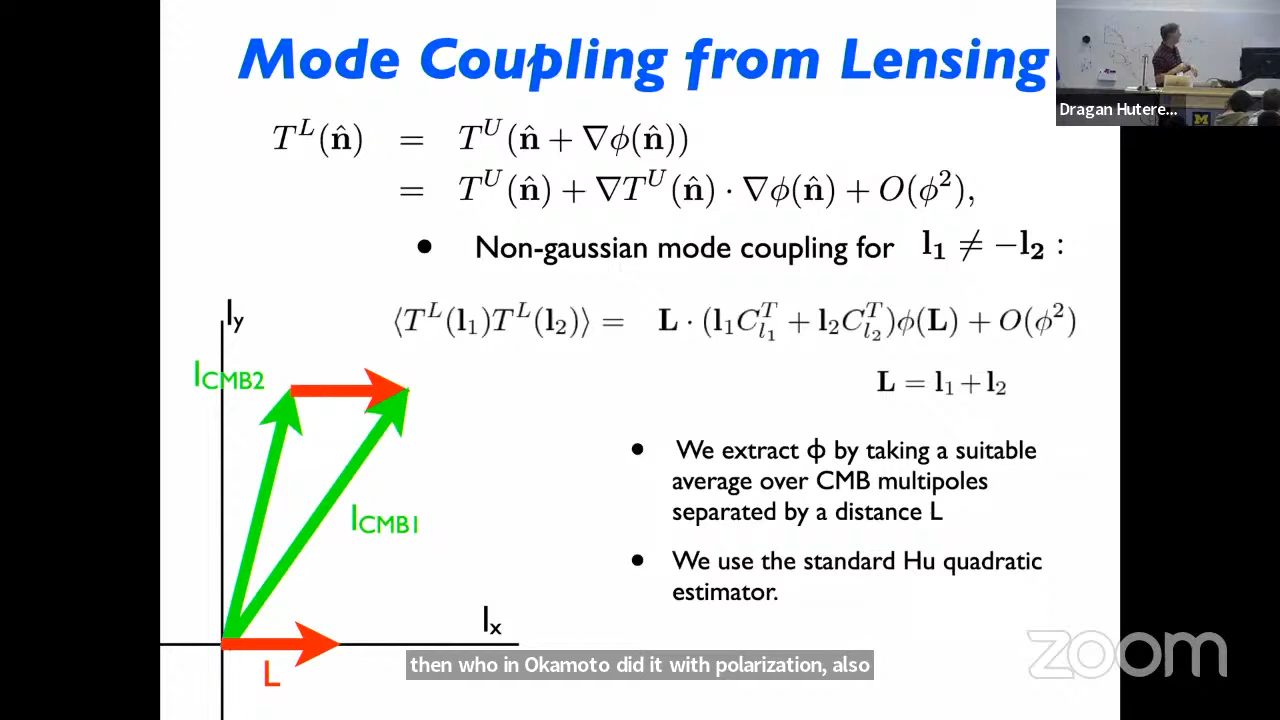 Mode Coupling from Lensing
Dragan Hutere...
T^L(n̂) = T^U(n̂ + ∇ϕ(n̂))
= T^U(n̂) + ∇T^U(n̂) · ∇ϕ(n̂) + O(ϕ²),
• Non-gaussian mode coupling for l₁ ≠ −l₂ :
⟨T^L(l₁)T^L(l₂)⟩ = L · (l₁C^T_{l₁} + l₂C^T_{l₂})ϕ(L) + O(ϕ²)
L = l₁ + l₂
l_y
l_CMB2
l_CMB1
l_x
L
• We extract ϕ by taking a suitable
average over CMB multipoles
separated by a distance L
• We use the standard Hu quadratic
estimator.
then who in Okamoto did it with polarization, also
zoom
M